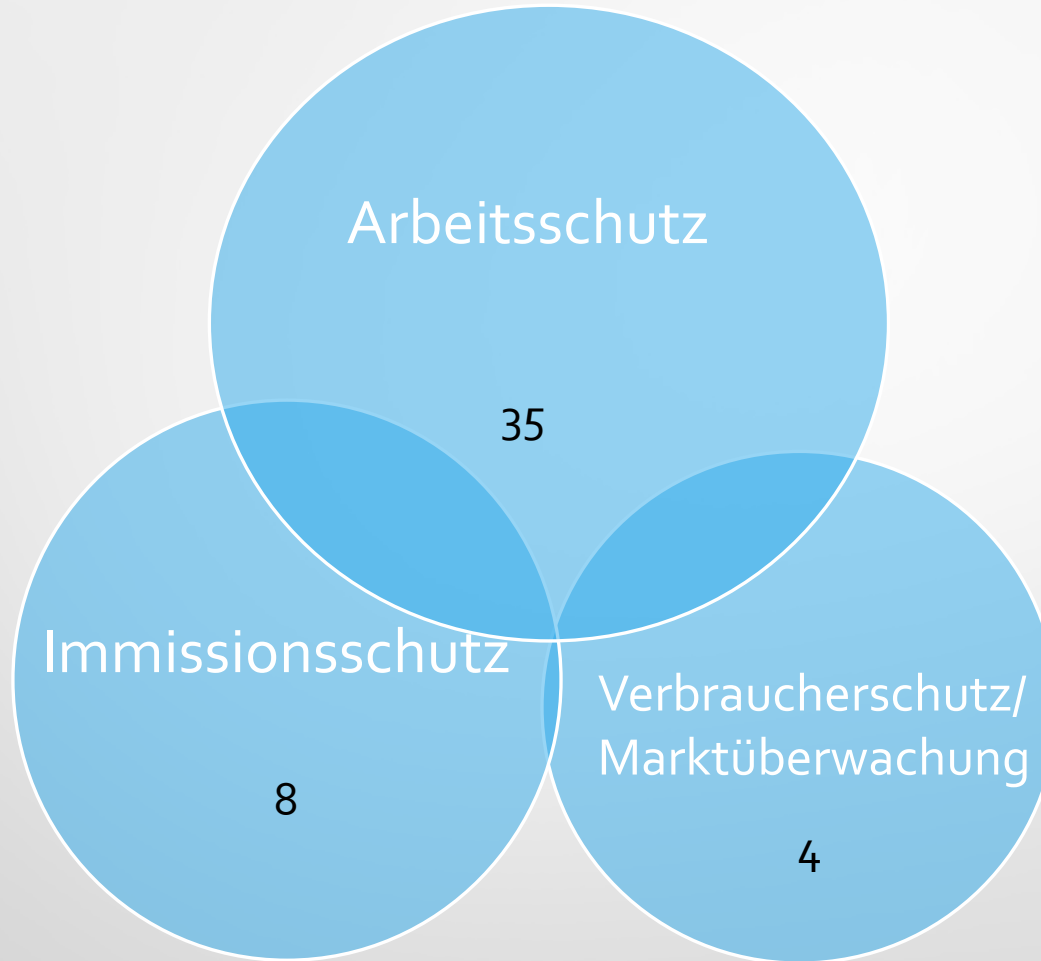 Arbeitsschutz
35
Immissionsschutz
8
Verbraucherschutz/
Marktüberwachung
4